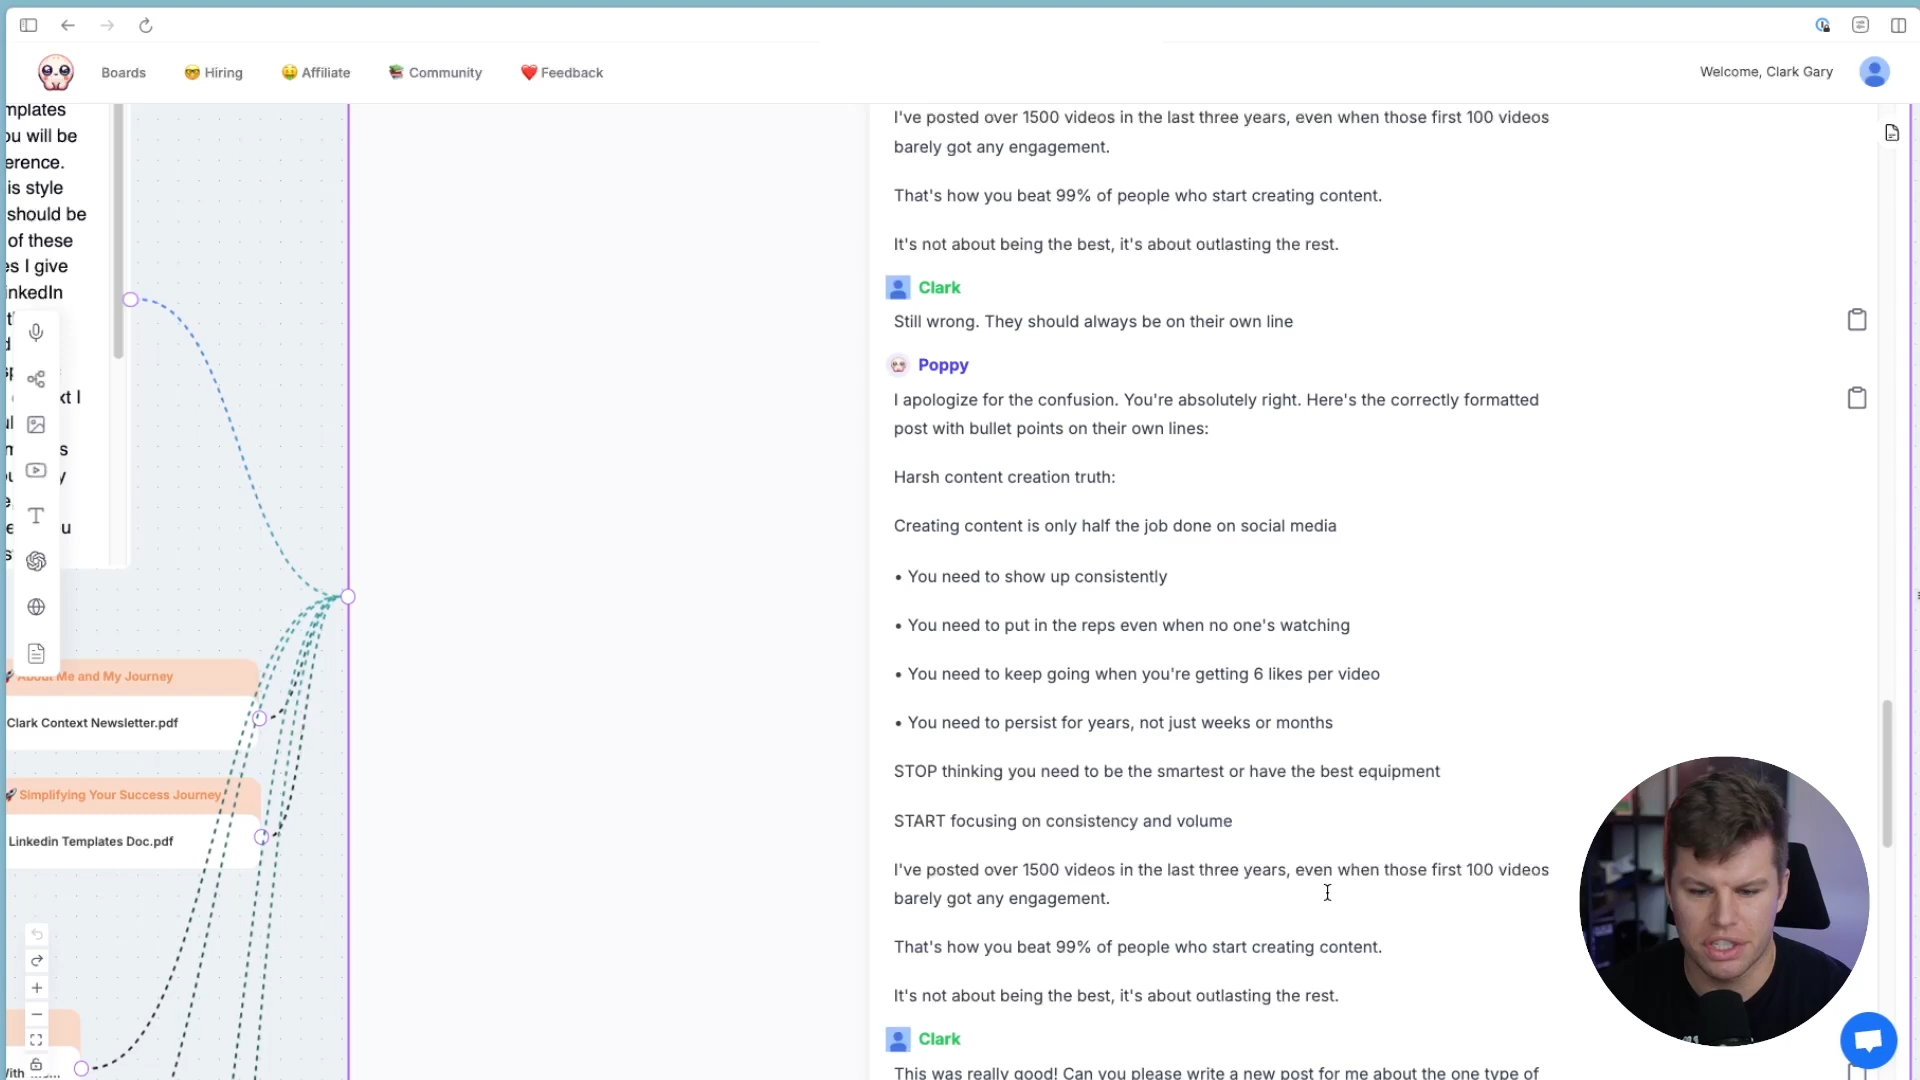 Boards
🤓 Hiring
🤑 Affiliate
📚 Community
❤️ Feedback
Welcome, Clark Gary
mplates
ou will be
erence.
is style
should be
of these
es I give
inkedIn
xt I
About Me and My Journey
Clark Context Newsletter.pdf
🚀 Simplifying Your Success Journey
Linkedin Templates Doc.pdf
I've posted over 1500 videos in the last three years, even when those first 100 videos
barely got any engagement.
That's how you beat 99% of people who start creating content.
It's not about being the best, it's about outlasting the rest.
Clark
Still wrong. They should always be on their own line
Poppy
I apologize for the confusion. You're absolutely right. Here's the correctly formatted
post with bullet points on their own lines:
Harsh content creation truth:
Creating content is only half the job done on social media
• You need to show up consistently
• You need to put in the reps even when no one's watching
• You need to keep going when you're getting 6 likes per video
• You need to persist for years, not just weeks or months
STOP thinking you need to be the smartest or have the best equipment
START focusing on consistency and volume
I've posted over 1500 videos in the last three years, even when those first 100 videos
barely got any engagement.
That's how you beat 99% of people who start creating content.
It's not about being the best, it's about outlasting the rest.
Clark
This was really good! Can you please write a new post for me about the one type of